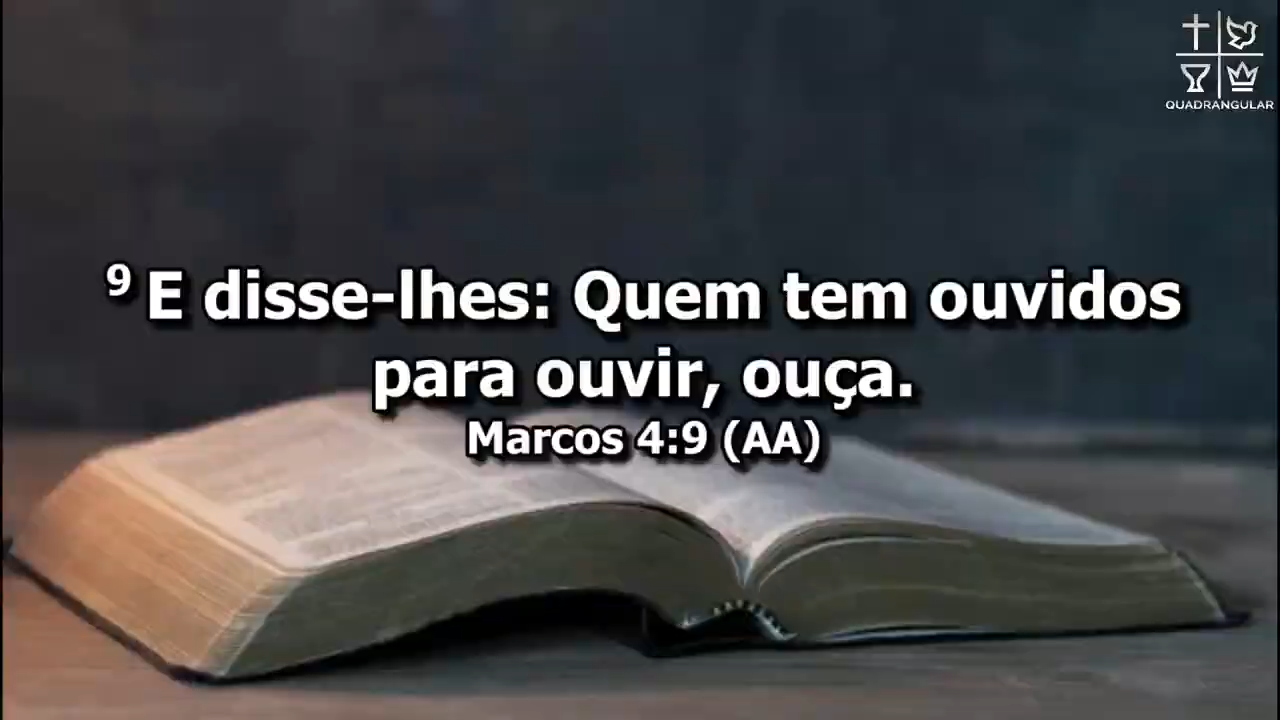 QUADRANGULAR
9 E disse-lhes: Quem tem ouvidos
para ouvir, ouça.
Marcos 4:9 (AA)